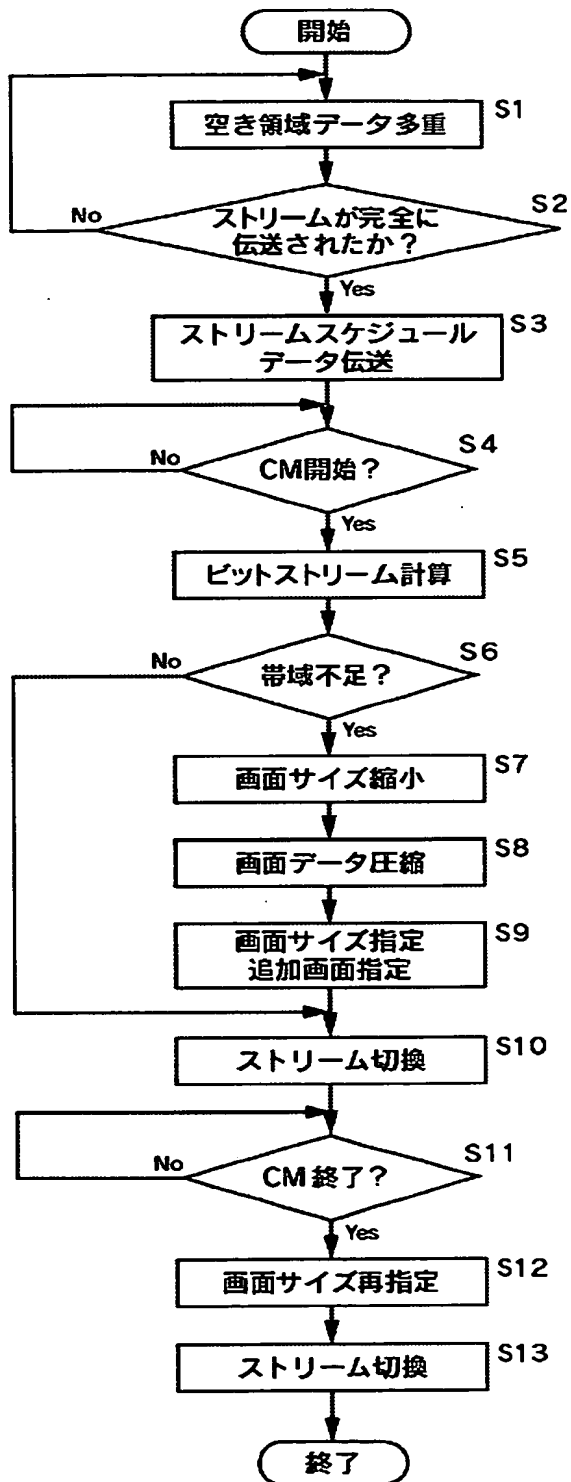 開始
空き領域データ多重
S1
ストリームが完全に
伝送されたか?
S2
No
Yes
ストリームスケジュール
データ伝送
S3
CM開始?
S4
No
Yes
ビットストリーム計算
S5
帯域不足?
S6
No
Yes
画面サイズ縮小
S7
画面データ圧縮
S8
画面サイズ指定
追加画面指定
S9
ストリーム切換
S10
CM終了?
S11
No
Yes
画面サイズ再指定
S12
ストリーム切換
S13
終了